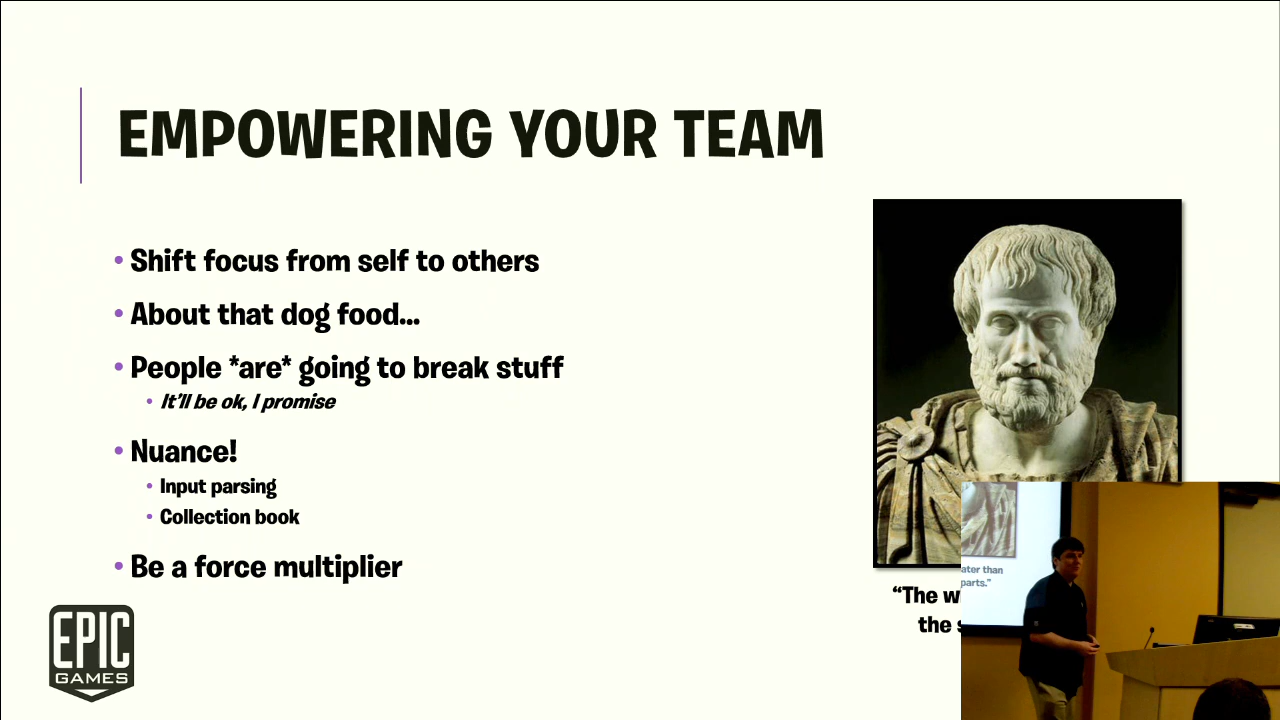 EMPOWERING YOUR TEAM
• Shift focus from self to others
• About that dog food...
• People *are* going to break stuff
• It'll be ok, I promise
• Nuance!
• Input parsing
• Collection book
• Be a force multiplier
EPIC
GAMES
“The
the
ater than
parts.”